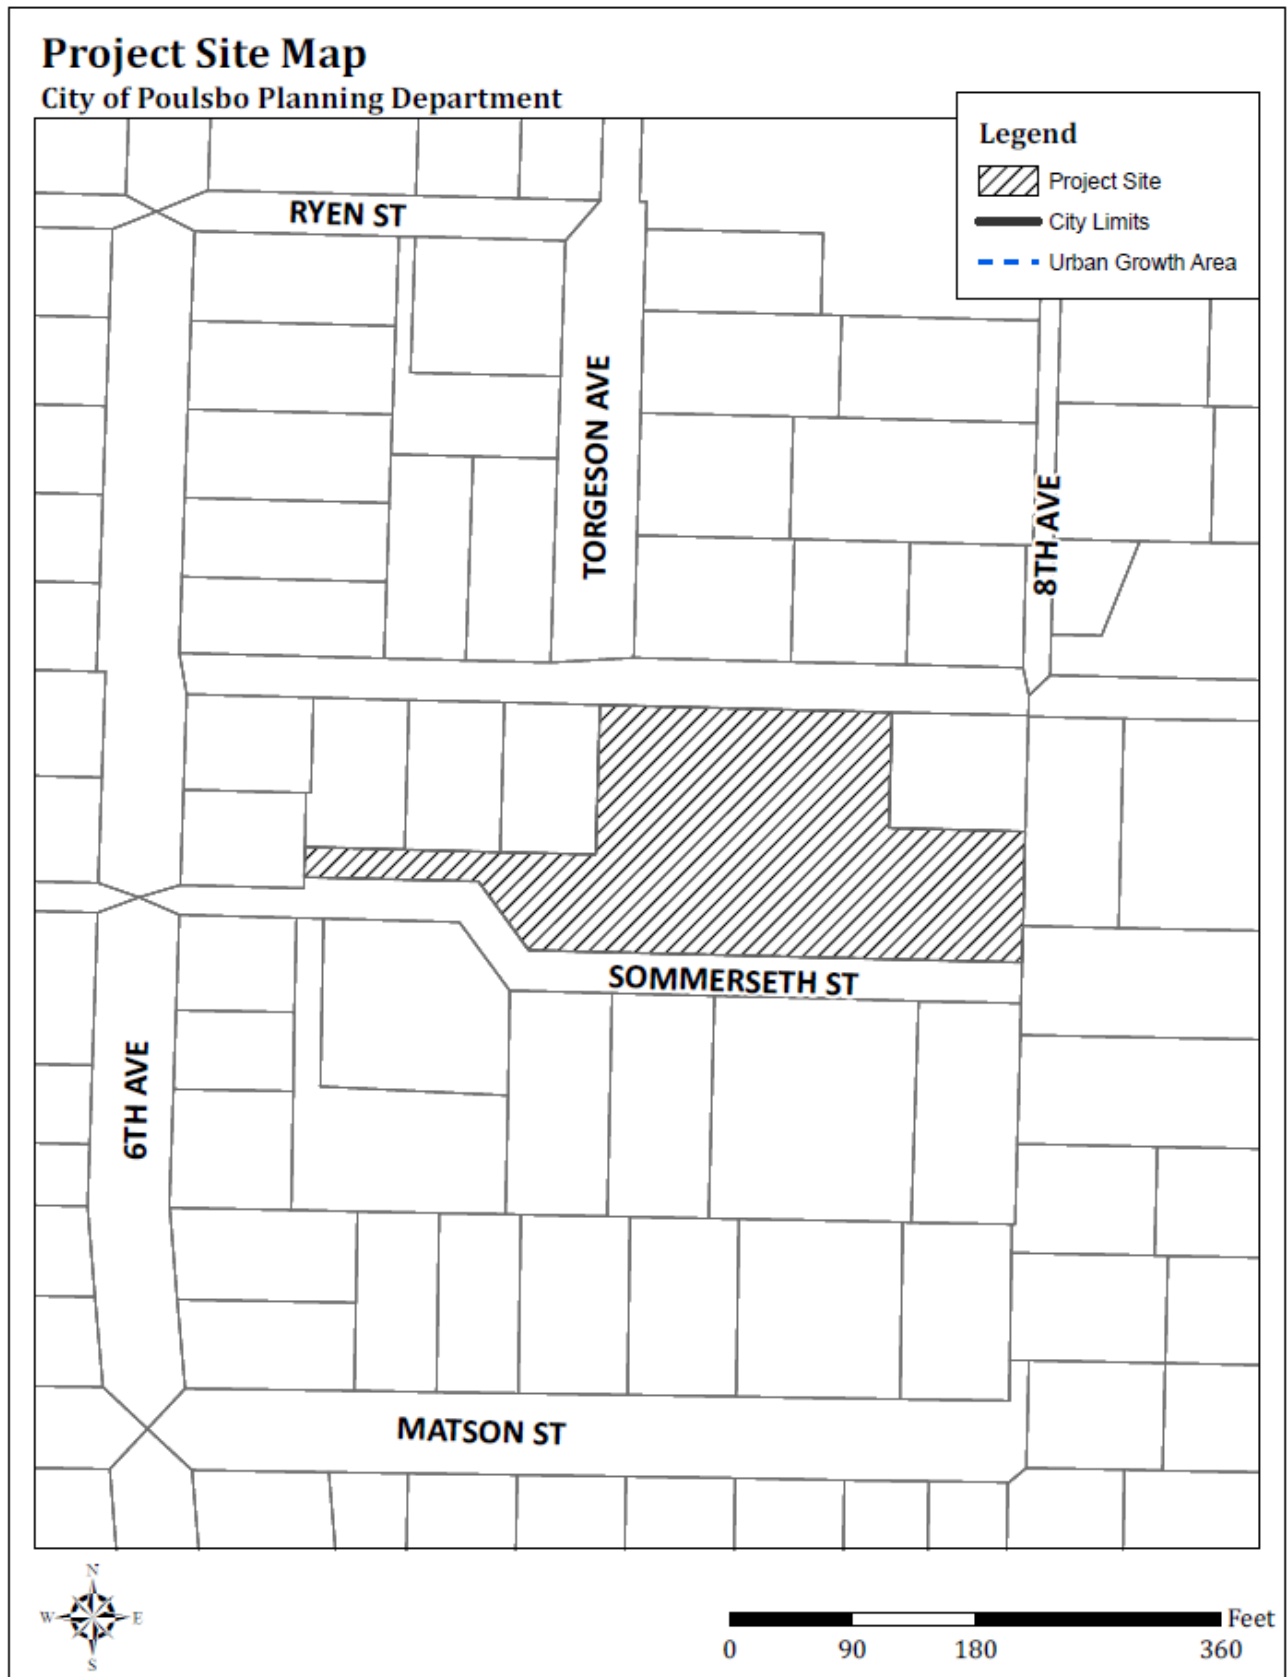 Project Site Map
City of Poulsbo Planning Department
Legend
Project Site
City Limits
Urban Growth Area
RYEN ST
TORGESON AVE
8TH AVE
SOMMERSETH ST
6TH AVE
MATSON ST
N
W E
S
Feet
0 90 180 360